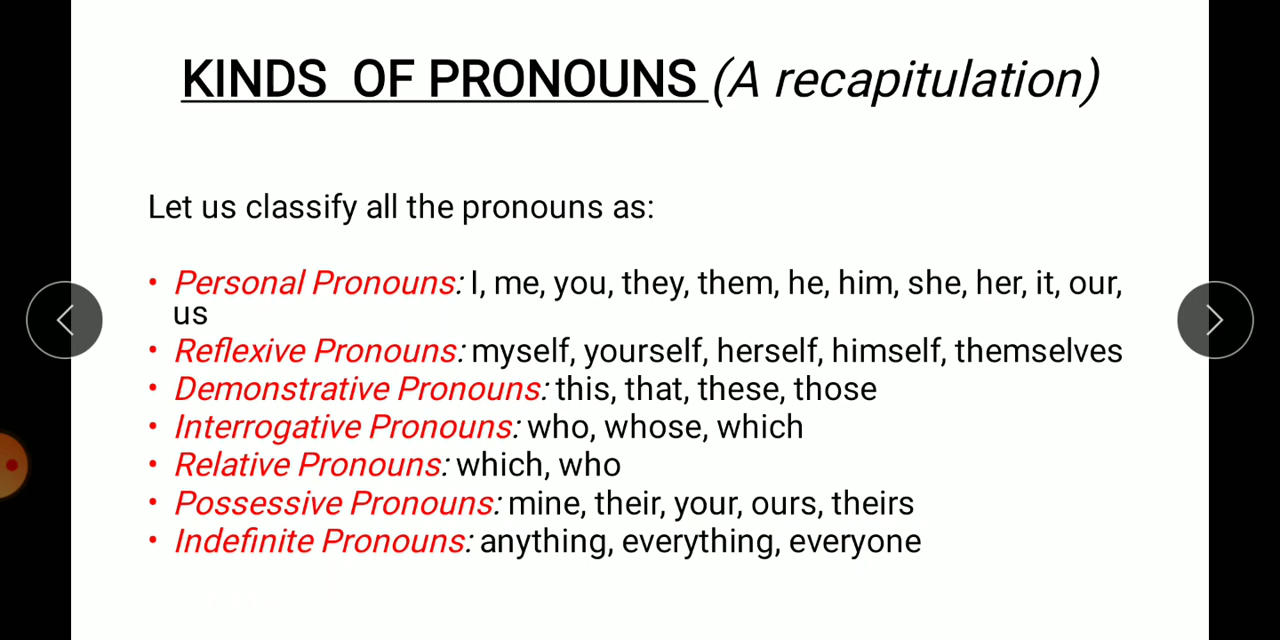 KINDS OF PRONOUNS (A recapitulation)
Let us classify all the pronouns as:
• Personal Pronouns: I, me, you, they, them, he, him, she, her, it, our,
us
• Reflexive Pronouns: myself, yourself, herself, himself, themselves
• Demonstrative Pronouns: this, that, these, those
• Interrogative Pronouns: who, whose, which
• Relative Pronouns: which, who
• Possessive Pronouns: mine, their, your, ours, theirs
• Indefinite Pronouns: anything, everything, everyone